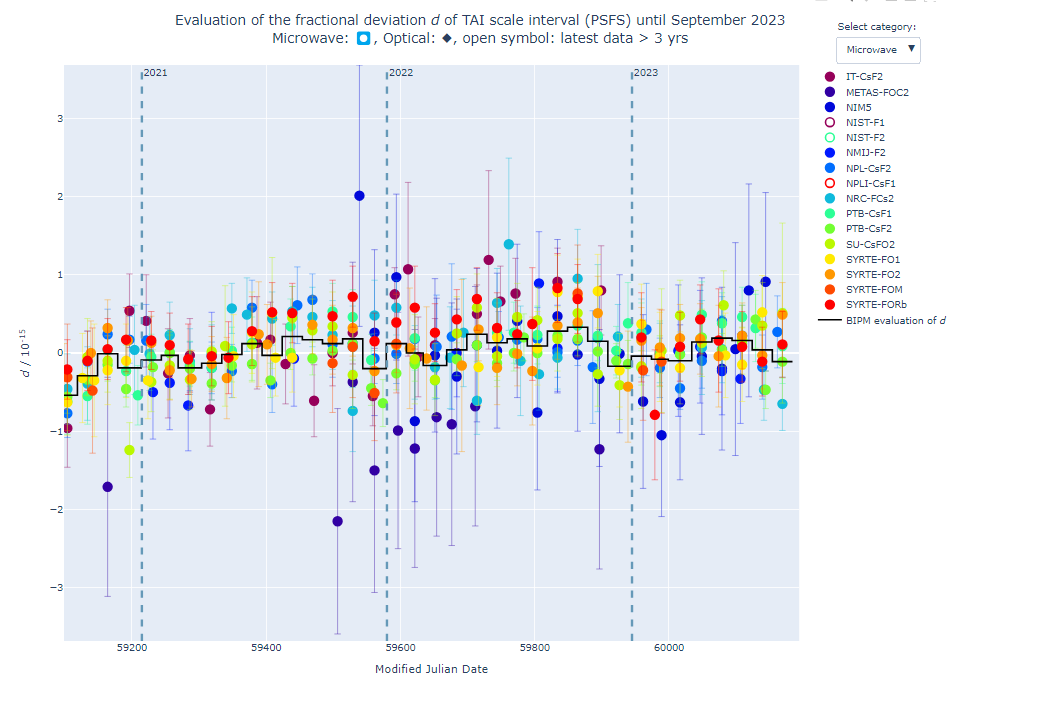 Evaluation of the fractional deviation d of TAI scale interval (PSFS) until September 2023
Microwave: , Optical: ◆, open symbol: latest data > 3 yrs
Select category:
Microwave ▼
2021
2022
2023
IT-CsF2
METAS-FOC2
NIM5
NIST-F1
NIST-F2
NMIJ-F2
NPL-CsF2
NPLI-CsF1
NRC-FCs2
PTB-CsF1
PTB-CsF2
SU-CsFO2
SYRTE-FO1
SYRTE-FO2
SYRTE-FOM
SYRTE-FORb
BIPM evaluation of d
3
2
1
0
−1
−2
−3
d / 10⁻¹⁵
59200
59400
59600
59800
60000
Modified Julian Date